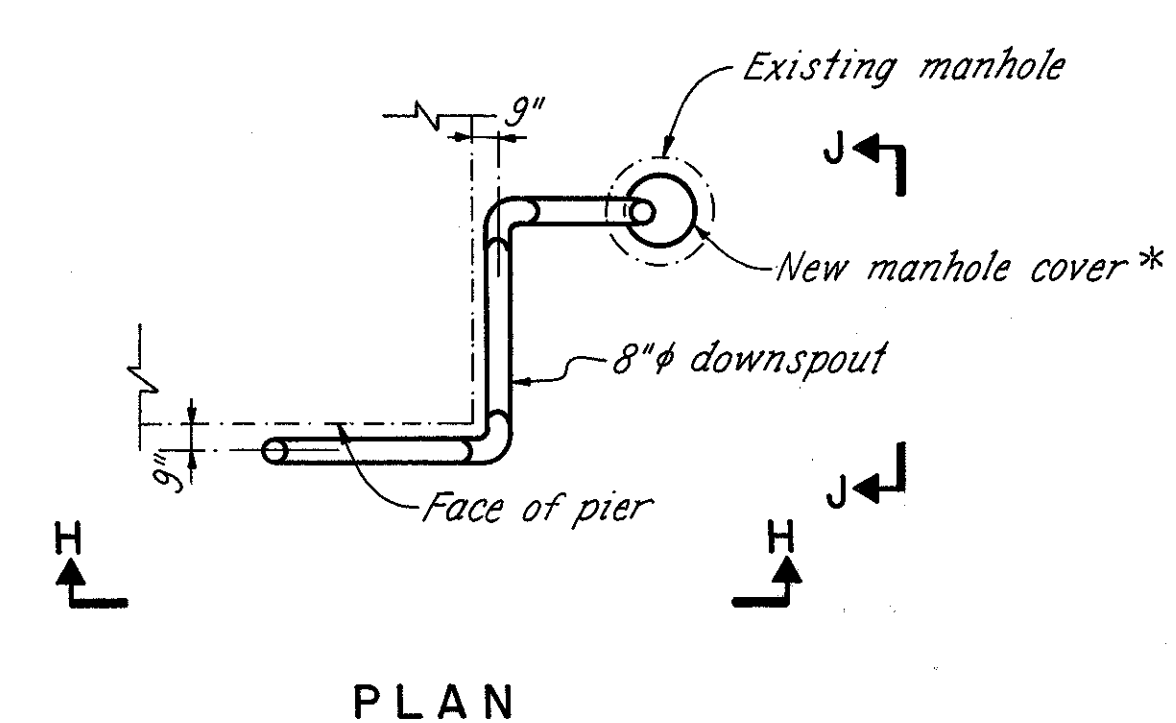 Existing manhole
9"
J
New manhole cover *
8"φ downspout
9"
Face of pier
J
H
H
PLAN